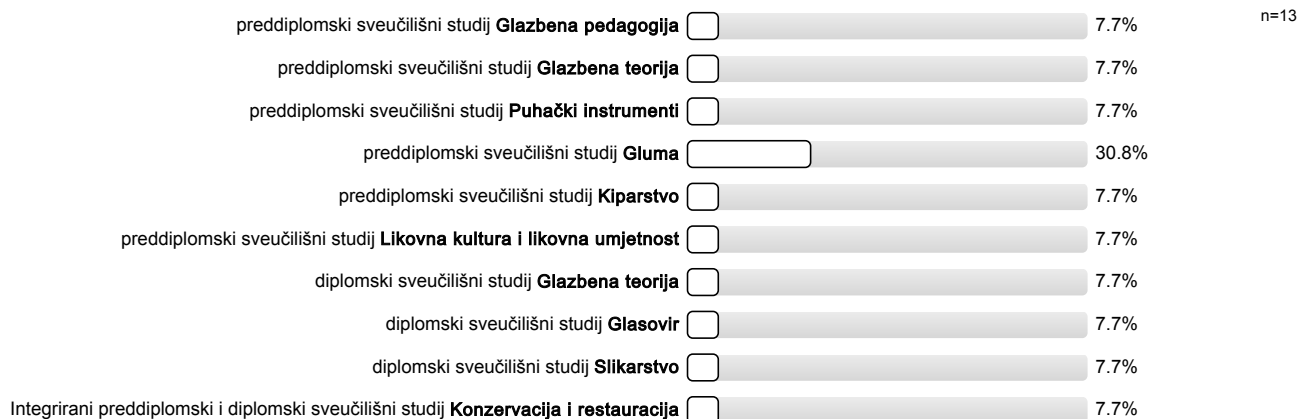 preddiplomski sveučilišni studij Glazbena pedagogija 7.7% n=13
preddiplomski sveučilišni studij Glazbena teorija 7.7%
preddiplomski sveučilišni studij Puhački instrumenti 7.7%
preddiplomski sveučilišni studij Gluma 30.8%
preddiplomski sveučilišni studij Kiparstvo 7.7%
preddiplomski sveučilišni studij Likovna kultura i likovna umjetnost 7.7%
diplomski sveučilišni studij Glazbena teorija 7.7%
diplomski sveučilišni studij Glasovir 7.7%
diplomski sveučilišni studij Slikarstvo 7.7%
Integrirani preddiplomski i diplomski sveučilišni studij Konzervacija i restauracija 7.7%